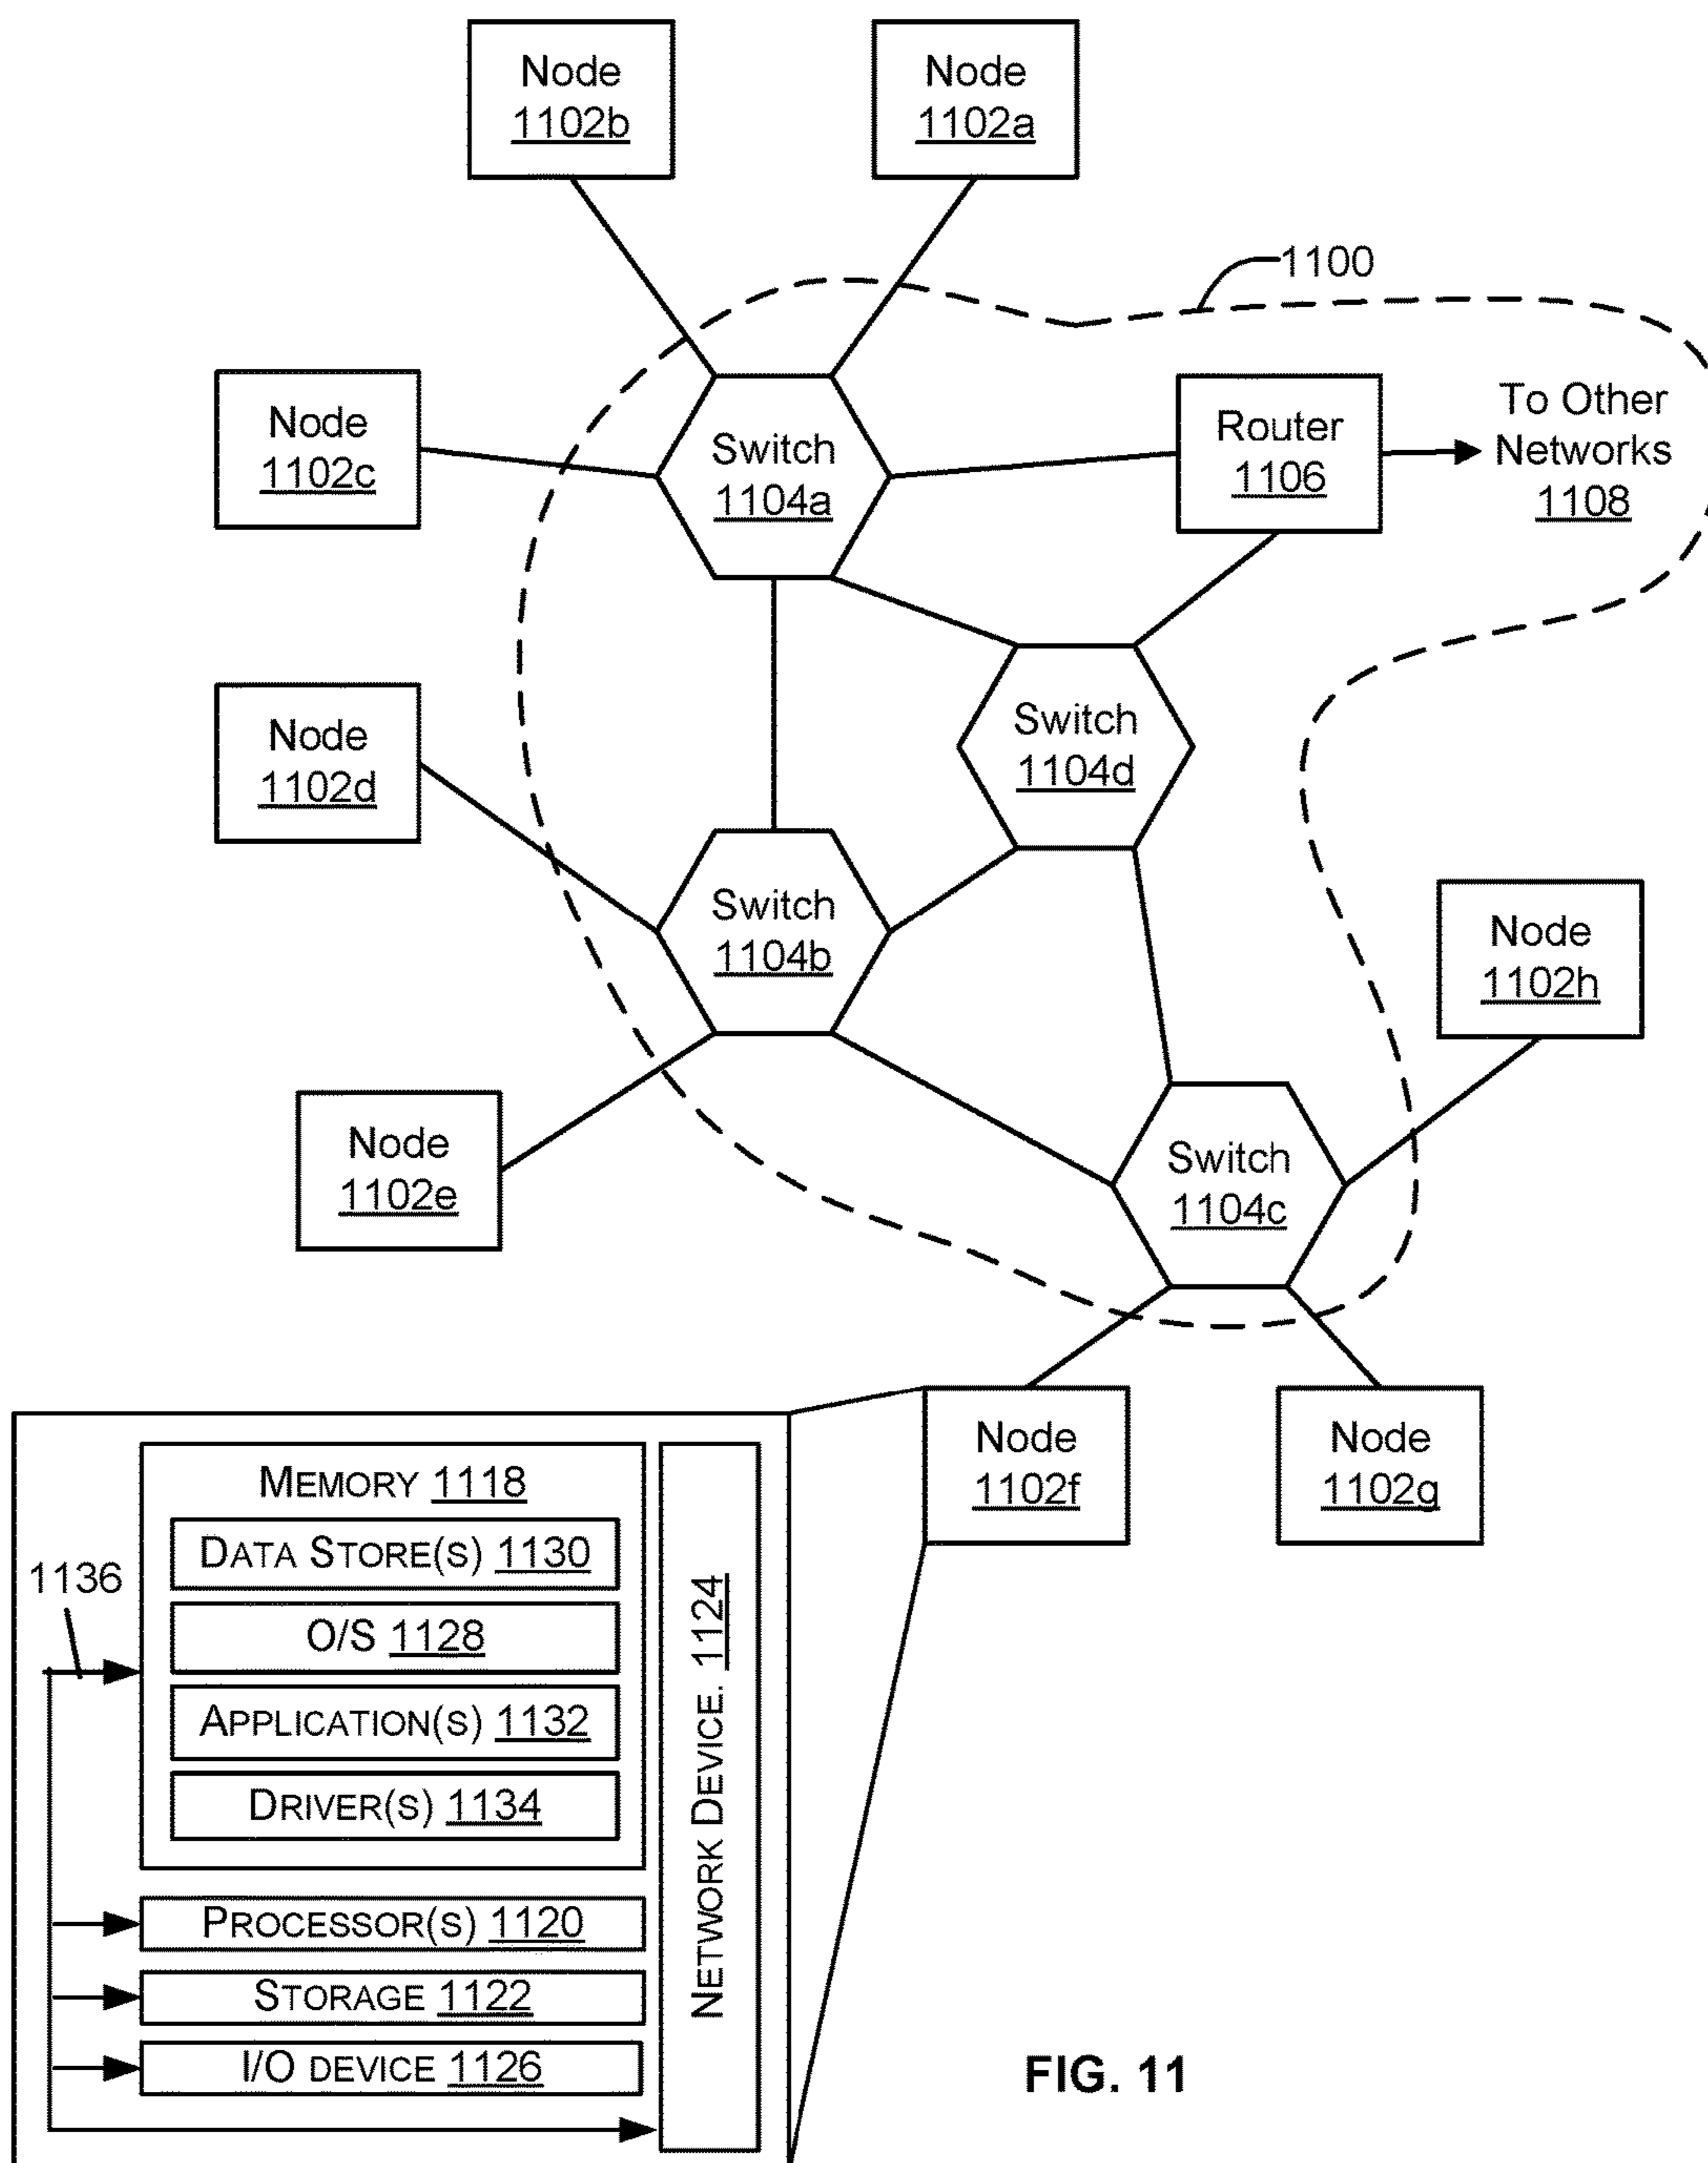 Node
1102b
Node
1102a
1100
Node
1102c
Switch
1104a
Router
1106
To Other
Networks
1108
Node
1102d
Switch
1104d
Switch
1104b
Node
1102h
Node
1102e
Switch
1104c
Node
1102f
Node
1102g
MEMORY 1118
DATA STORE(S) 1130
1136
O/S 1128
APPLICATION(S) 1132
DRIVER(S) 1134
NETWORK DEVICE. 1124
PROCESSOR(S) 1120
STORAGE 1122
I/O DEVICE 1126
FIG. 11